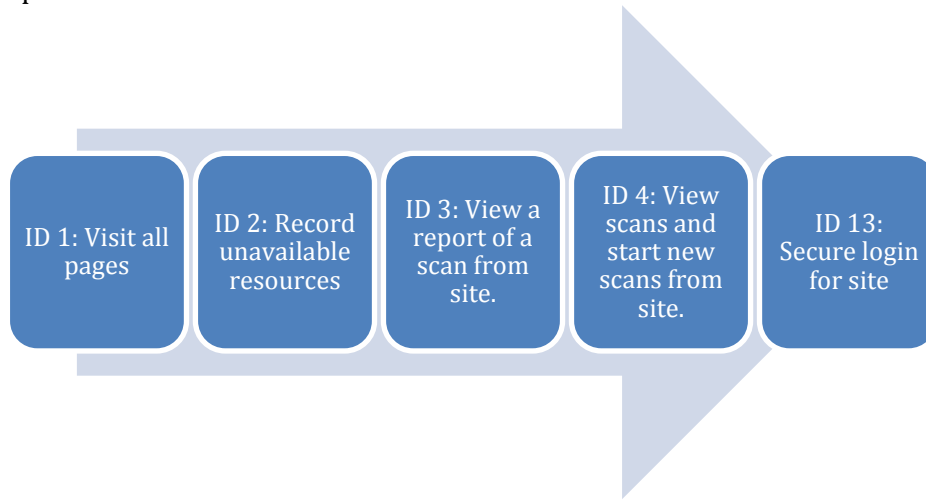 ID 1: Visit all
pages
ID 2: Record
unavailable
resources
ID 3: View a
report of a
scan from
site.
ID 4: View
scans and
start new
scans from
site.
ID 13:
Secure login
for site